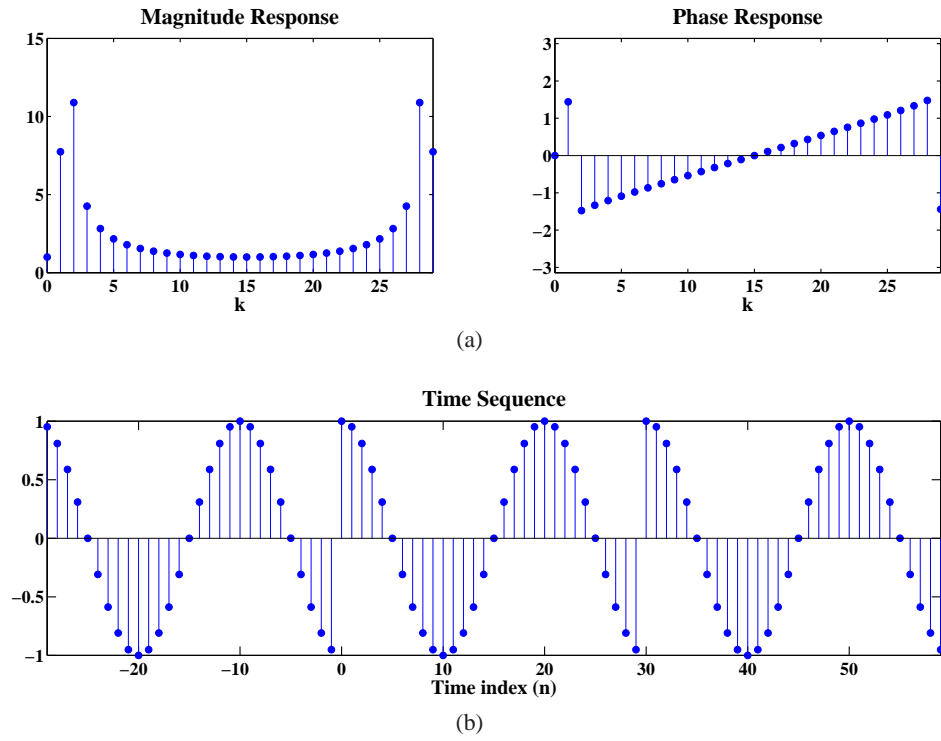 Magnitude Response
15
10
5
0
0 5 10 15 20 25
k
Phase Response
3
2
1
0
−1
−2
−3
0 5 10 15 20 25
k
(a)
Time Sequence
1
0.5
0
−0.5
−1
−20 −10 0 10 20 30 40 50
Time index (n)
(b)